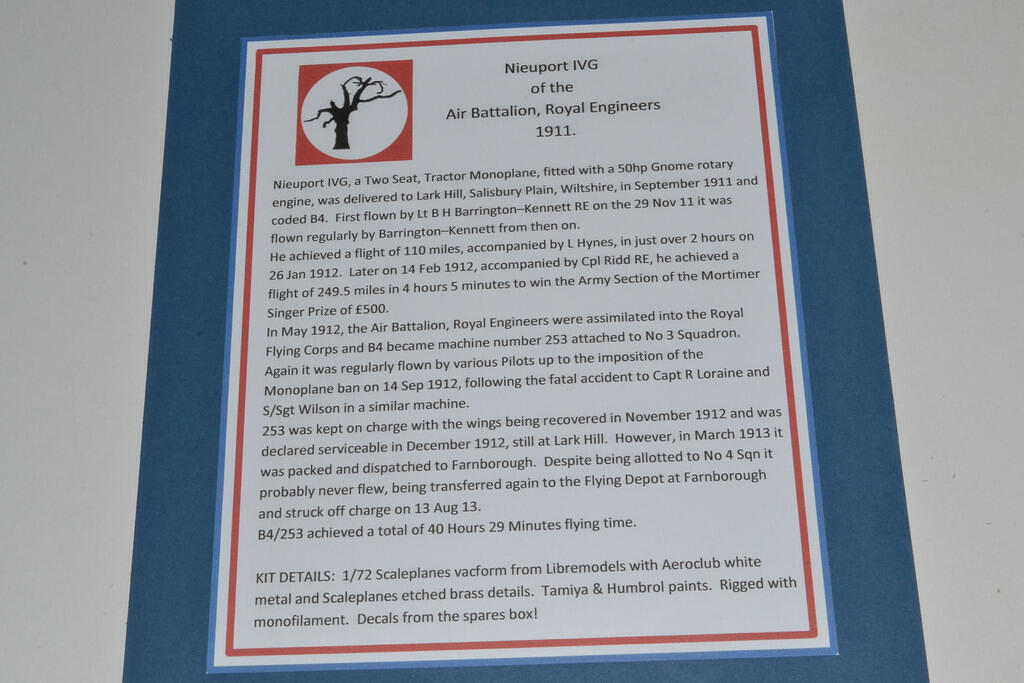 Nieuport IVG
of the
Air Battalion, Royal Engineers
1911.
Nieuport IVG, a Two Seat, Tractor Monoplane, fitted with a 50hp Gnome rotary
engine, was delivered to Lark Hill, Salisbury Plain, Wiltshire, in September 1911 and
coded B4.  First flown by Lt B H Barrington–Kennett RE on the 29 Nov 11 it was
flown regularly by Barrington–Kennett from then on.
He achieved a flight of 110 miles, accompanied by L Hynes, in just over 2 hours on
26 Jan 1912.  Later on 14 Feb 1912, accompanied by Cpl Ridd RE, he achieved a
flight of 249.5 miles in 4 hours 5 minutes to win the Army Section of the Mortimer
Singer Prize of £500.
In May 1912, the Air Battalion, Royal Engineers were assimilated into the Royal
Flying Corps and B4 became machine number 253 attached to No 3 Squadron.
Again it was regularly flown by various Pilots up to the imposition of the
Monoplane ban on 14 Sep 1912, following the fatal accident to Capt R Loraine and
S/Sgt Wilson in a similar machine.
253 was kept on charge with the wings being recovered in November 1912 and was
declared serviceable in December 1912, still at Lark Hill.  However, in March 1913 it
was packed and dispatched to Farnborough.  Despite being allotted to No 4 Sqn it
probably never flew, being transferred again to the Flying Depot at Farnborough
and struck off charge on 13 Aug 13.
B4/253 achieved a total of 40 Hours 29 Minutes flying time.
KIT DETAILS:  1/72 Scaleplanes vacform from Libremodels with Aeroclub white
metal and Scaleplanes etched brass details.  Tamiya & Humbrol paints.  Rigged with
monofilament.  Decals from the spares box!